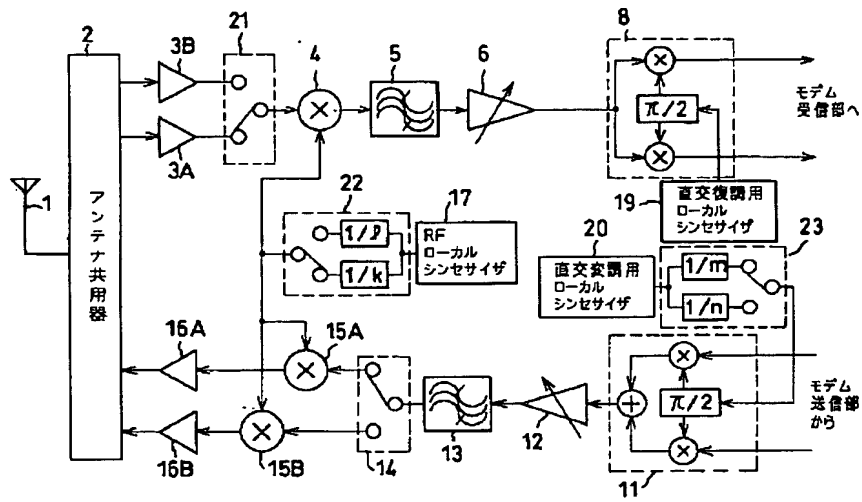 2
3B
21
4
5
6
8
π/2
モデム
受信部へ
3A
1
アンテナ共用器
22
1/ℓ
1/k
17
RF
ローカル
シンセサイザ
19
直交復調用
ローカル
シンセサイザ
20
直交変調用
ローカル
シンセサイザ
23
1/m
1/n
16A
15A
16B
15B
14
13
12
11
π/2
モデム
送信部
から